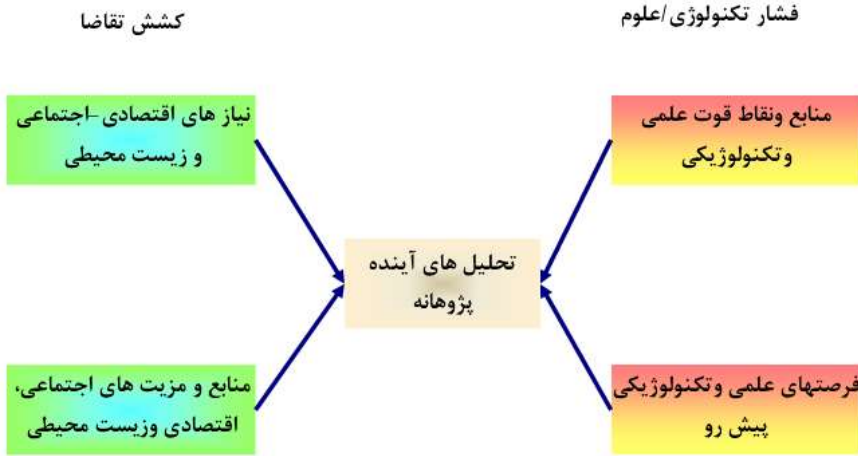 فشار تکنولوژی/علوم
کشش تقاضا
منابع ونقاط قوت علمی
وتکنولوژیکی
نیاز های اقتصادی-اجتماعی
و زیست محیطی
تحلیل های آینده
پژوهانه
فرصتهای علمی وتکنولوژیکی
پیش رو
منابع و مزیت های اجتماعی،
اقتصادی وزیست محیطی